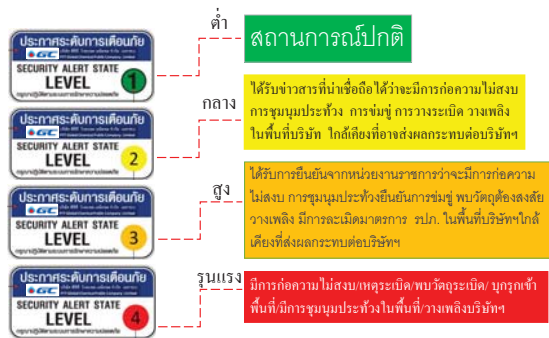 ต่ำ
ประกาศระดับการเตือนภัย
GC
SECURITY ALERT STATE
LEVEL 1
สถานการณ์ปกติ
กลาง
ประกาศระดับการเตือนภัย
GC
SECURITY ALERT STATE
LEVEL 2
ได้รับข่าวสารที่น่าเชื่อถือได้ว่าจะมีการก่อความไม่สงบ
การชุมนุมประท้วง การข่มขู่ การวางระเบิด วางเพลิง
ในพื้นที่บริษัท ใกล้เคียงที่อาจส่งผลกระทบต่อบริษัทฯ
สูง
ประกาศระดับการเตือนภัย
GC
SECURITY ALERT STATE
LEVEL 3
ได้รับการยืนยันจากหน่วยงานราชการว่าจะมีการก่อความ
ไม่สงบ การชุมนุมประท้วงยืนยันการข่มขู่ พบวัตถุต้องสงสัย
วางเพลิง มีการละเมิดมาตรการ รปภ. ในพื้นที่บริษัทฯใกล้
เคียงที่ส่งผลกระทบต่อบริษัทฯ
รุนแรง
ประกาศระดับการเตือนภัย
GC
SECURITY ALERT STATE
LEVEL 4
มีการก่อความไม่สงบ/เหตุระเบิด/พบวัตถุระเบิด/ บุกรุกเข้า
พื้นที่/มีการชุมนุมประท้วงในพื้นที่/วางเพลิงบริษัทฯ